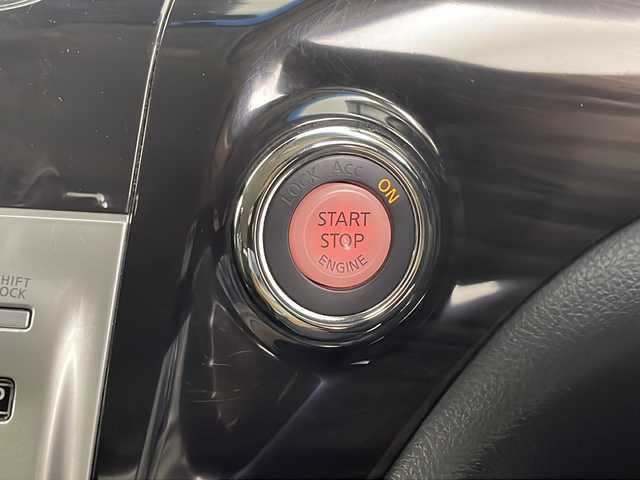 LOCK ACC ON
START
STOP
ENGINE
SHIFT
LOCK
P